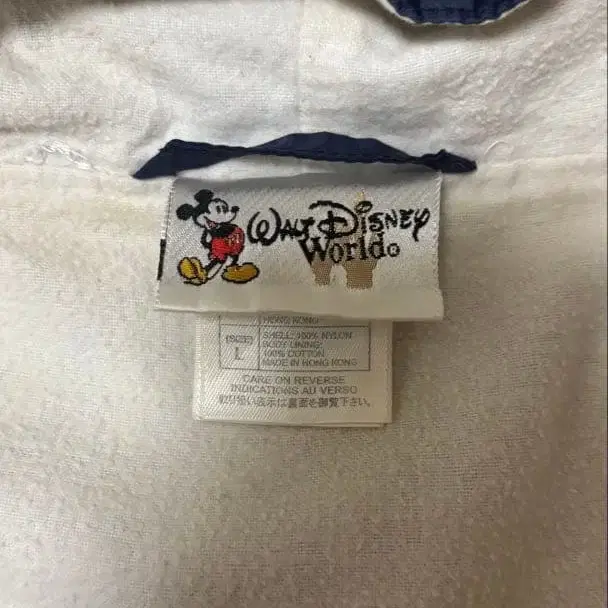 WALT DISNEY
World®
HONG KONG
SIZE
L
SHELL: 100% NYLON
BODY LINING:
100% COTTON
MADE IN HONG KONG
CARE ON REVERSE
INDICATIONS AU VERSO
取り扱い表示は裏面を御覧下さい。